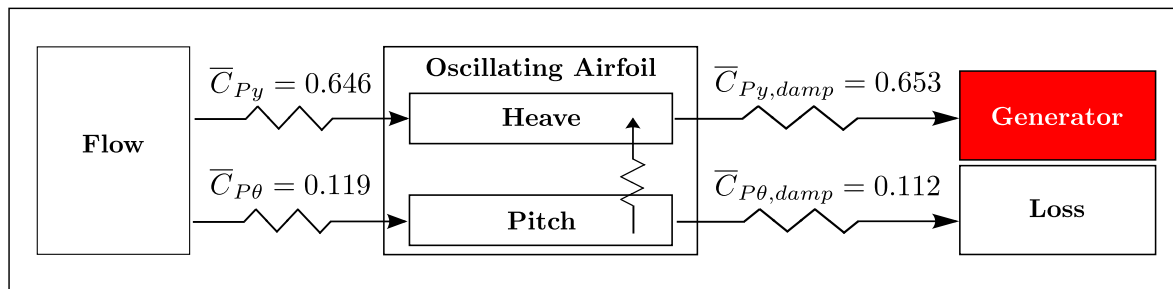 Oscillating Airfoil
C̅_{Py} = 0.646
C̅_{Py,damp} = 0.653
Heave
Generator
Flow
C̅_{Pθ} = 0.119
C̅_{Pθ,damp} = 0.112
Pitch
Loss